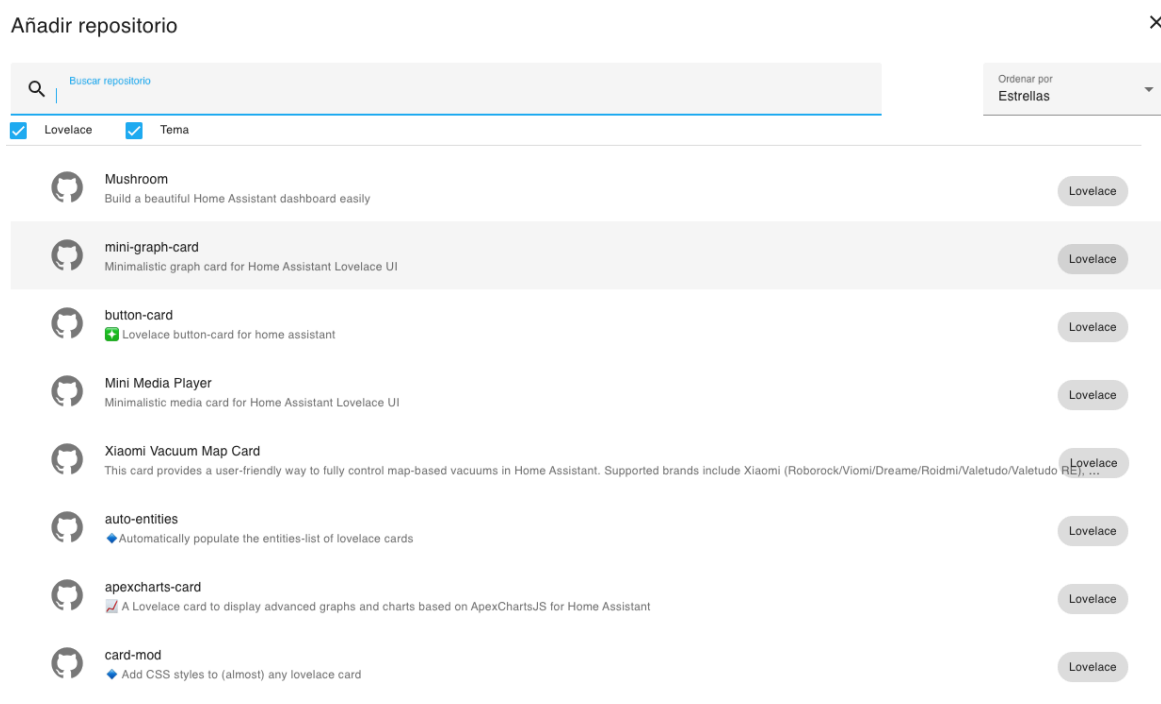 Añadir repositorio
Buscar repositorio
Ordenar por
Estrellas
Lovelace
Tema
Mushroom
Build a beautiful Home Assistant dashboard easily
Lovelace
mini-graph-card
Minimalistic graph card for Home Assistant Lovelace UI
Lovelace
button-card
Lovelace button-card for home assistant
Lovelace
Mini Media Player
Minimalistic media card for Home Assistant Lovelace UI
Lovelace
Xiaomi Vacuum Map Card
This card provides a user-friendly way to fully control map-based vacuums in Home Assistant. Supported brands include Xiaomi (Roborock/Viomi/Dreame/Roidmi/Valetudo/Valetudo RE), ...
Lovelace
auto-entities
🔹Automatically populate the entities-list of lovelace cards
Lovelace
apexcharts-card
📈 A Lovelace card to display advanced graphs and charts based on ApexChartsJS for Home Assistant
Lovelace
card-mod
🔹 Add CSS styles to (almost) any lovelace card
Lovelace